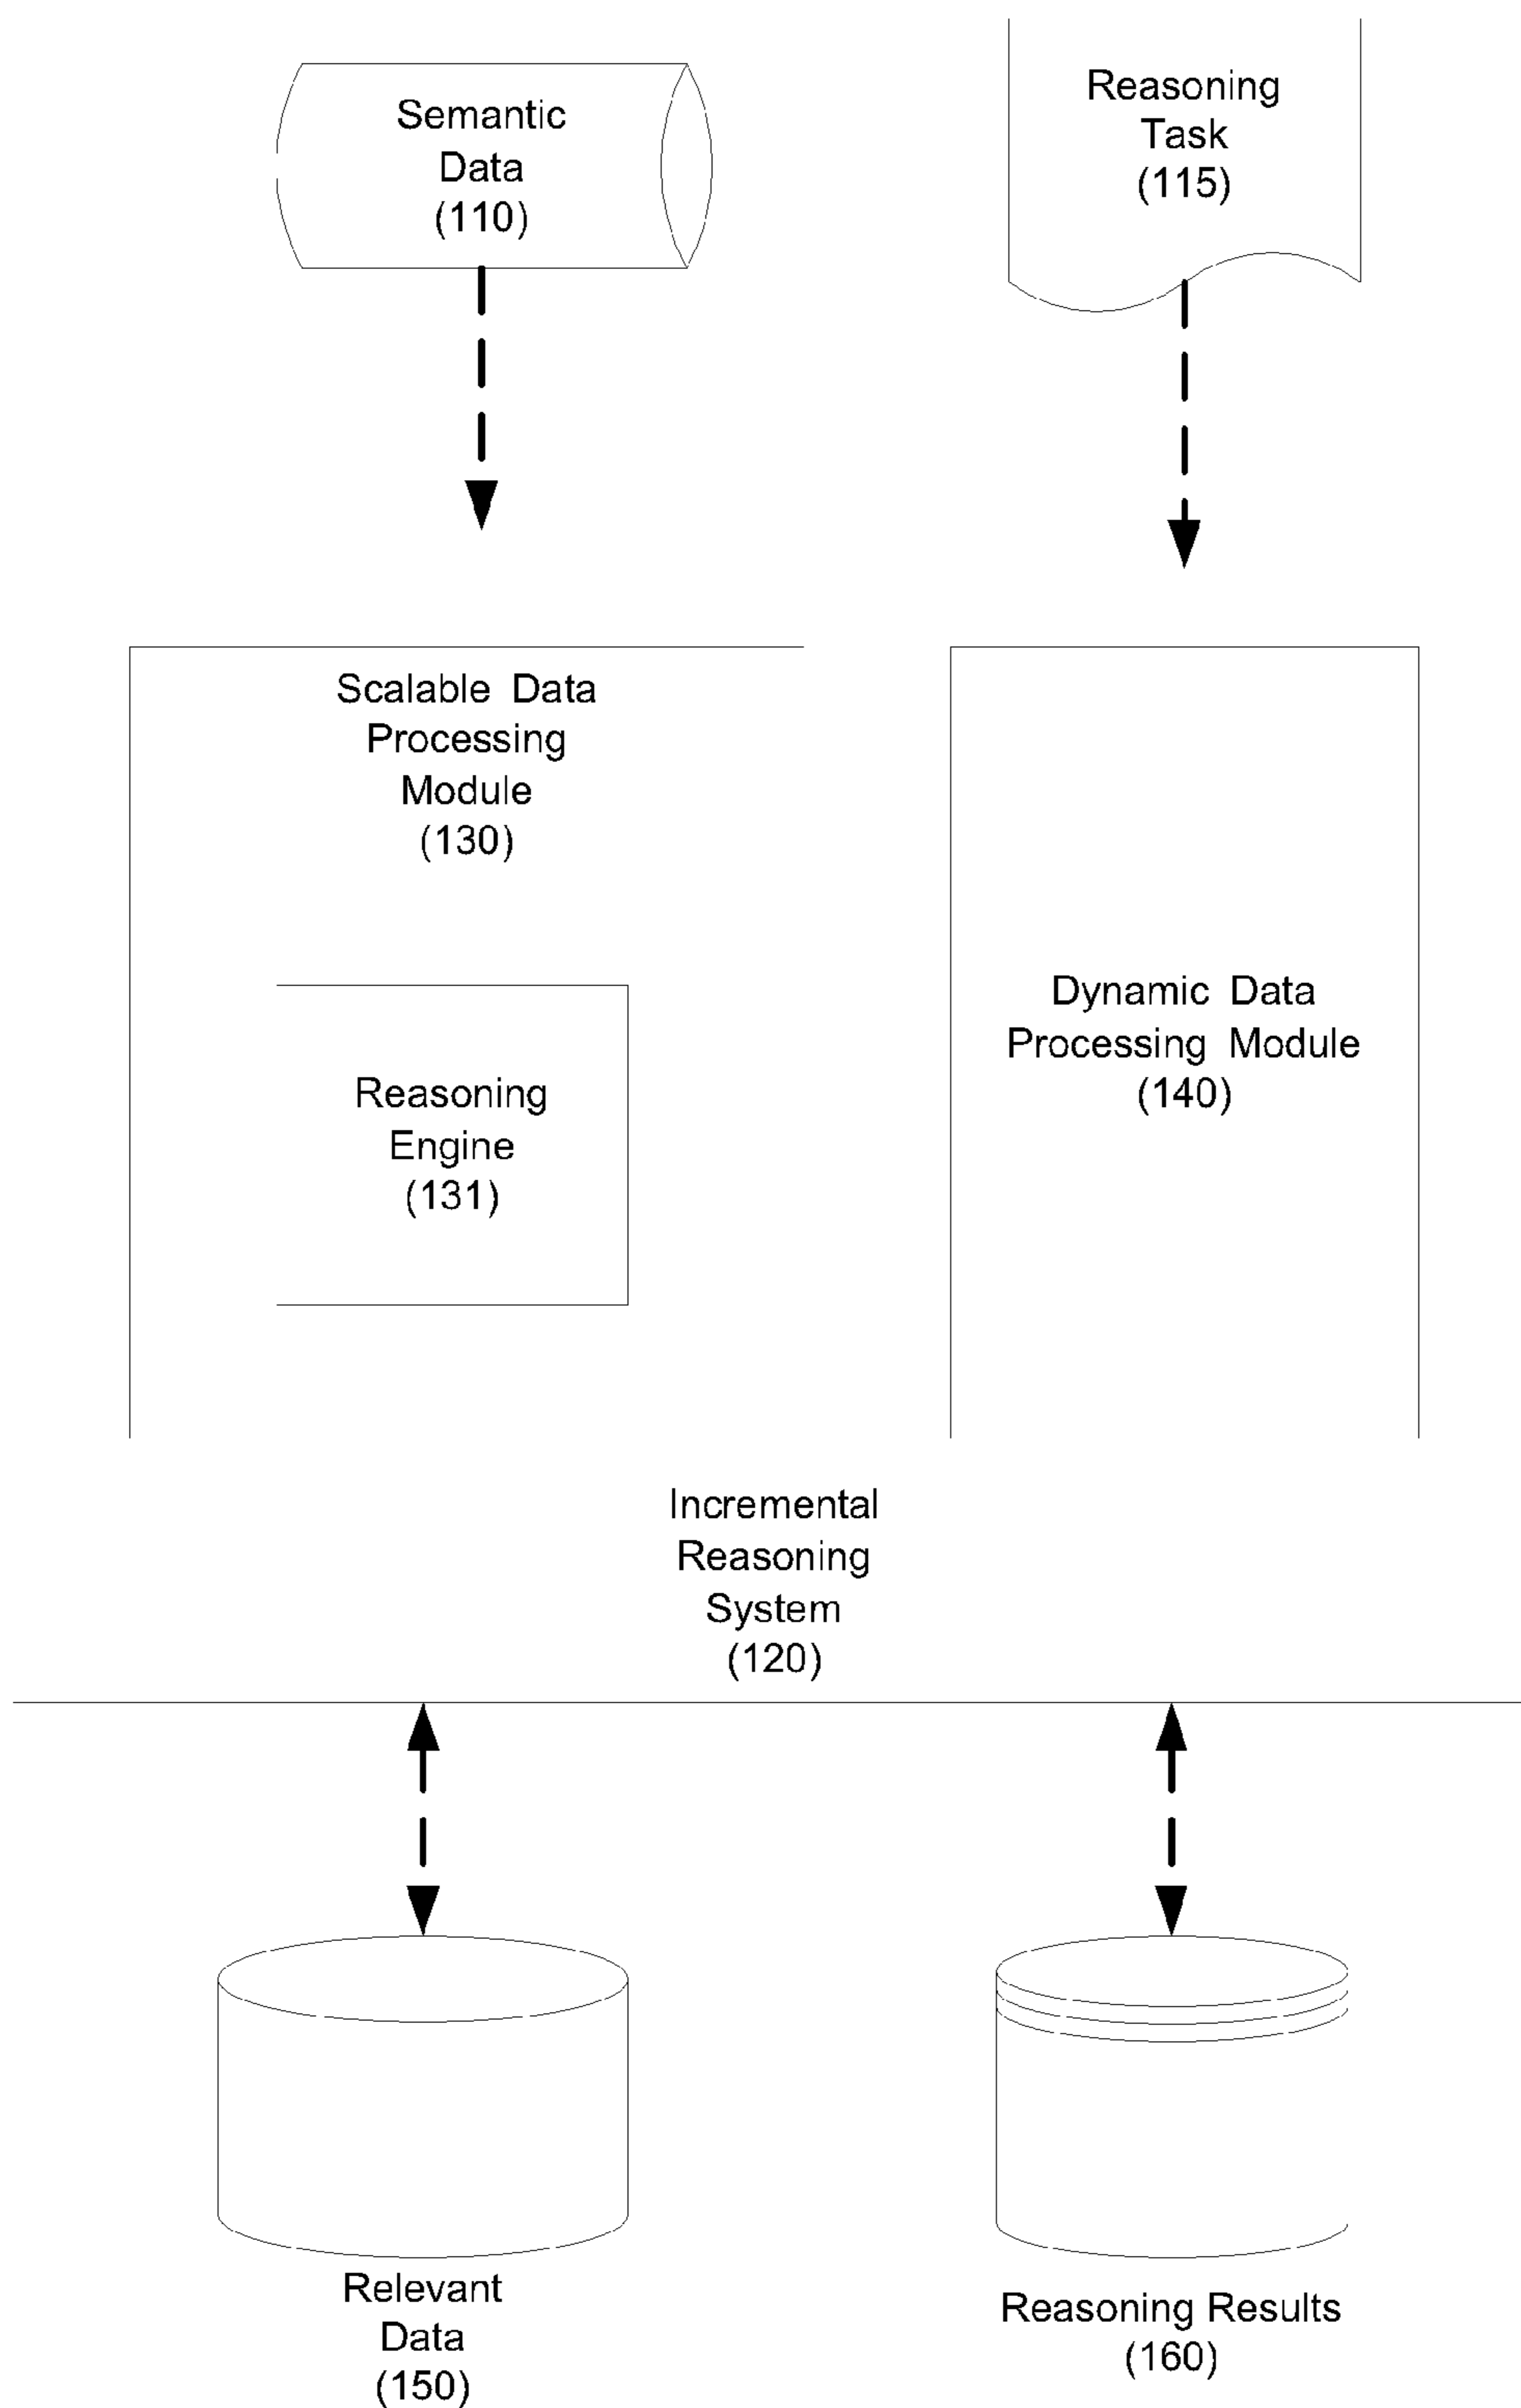 Semantic
Data
(110)
Reasoning
Task
(115)
Scalable Data
Processing
Module
(130)
Reasoning
Engine
(131)
Dynamic Data
Processing Module
(140)
Incremental
Reasoning
System
(120)
Relevant
Data
(150)
Reasoning Results
(160)